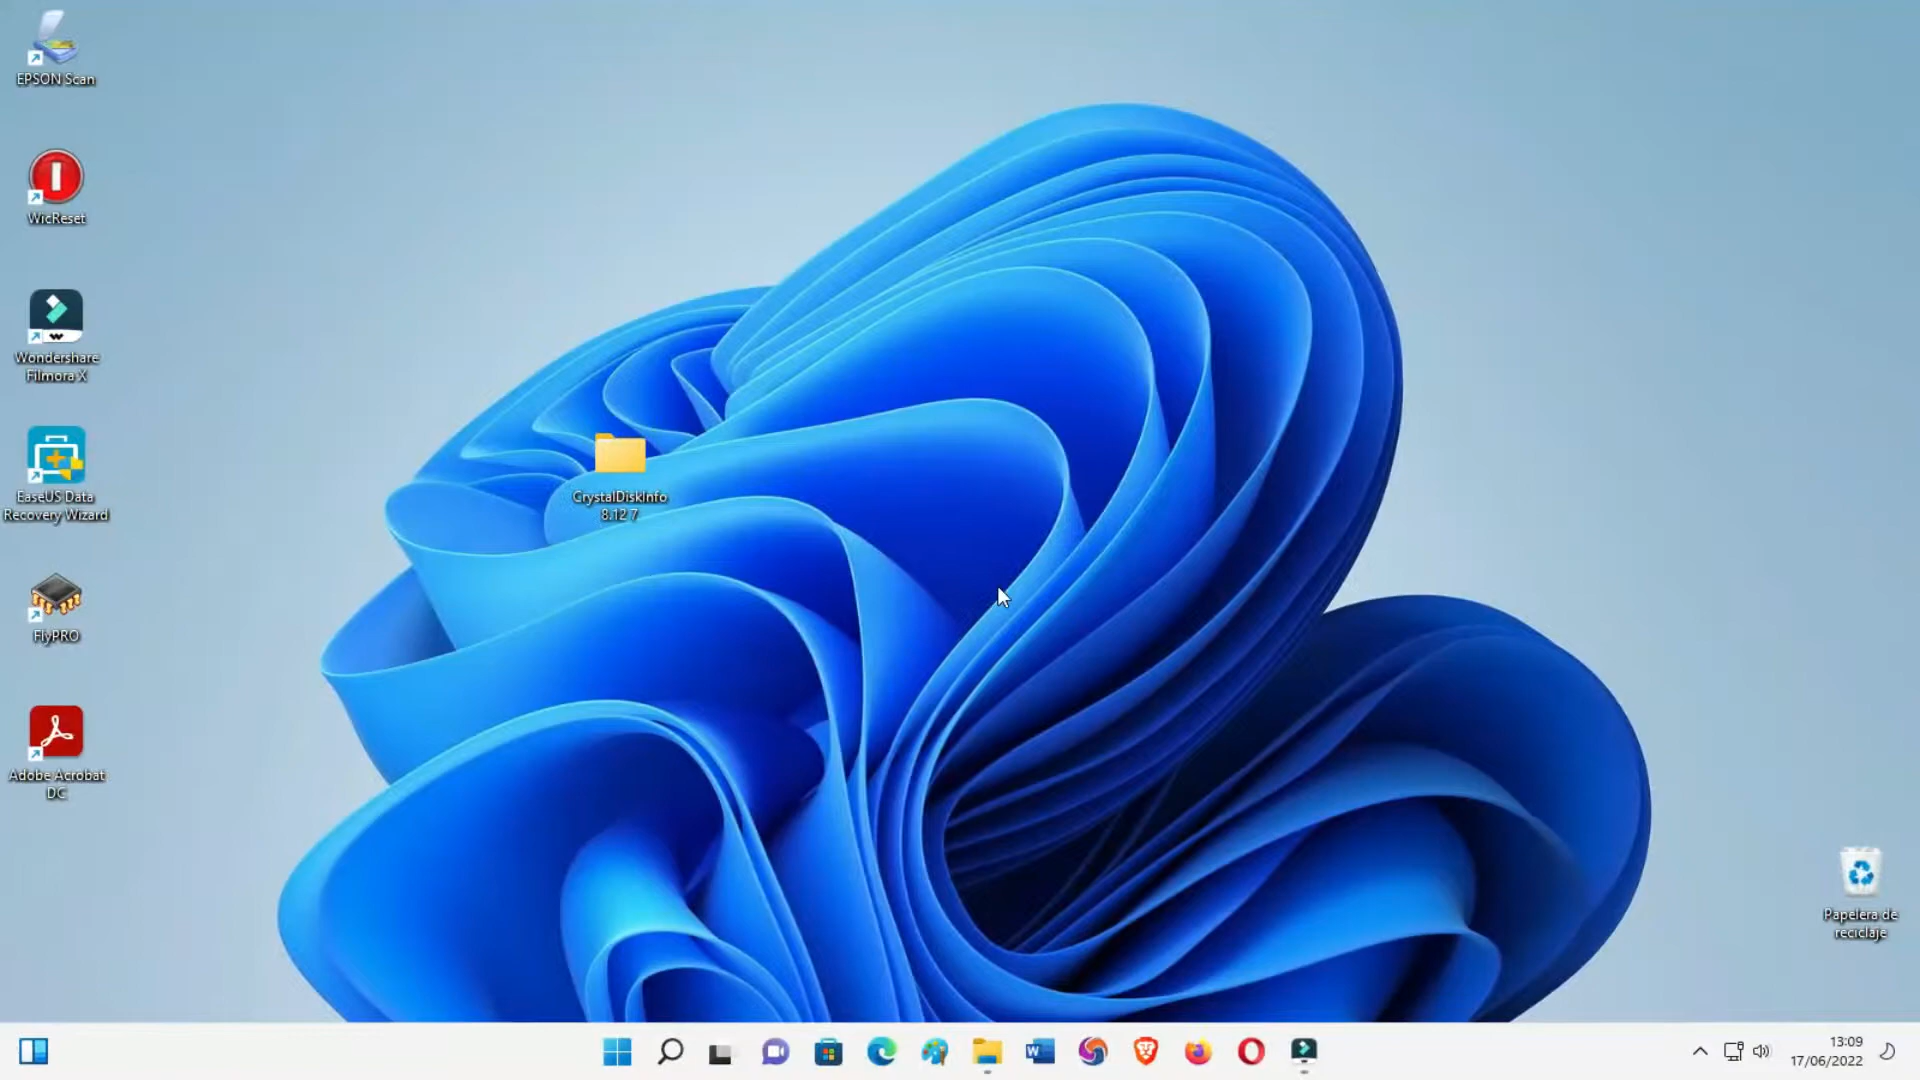 EPSON Scan
WicReset
Wondershare
Filmora X
EaseUS Data
Recovery Wizard
FlyPRO
Adobe Acrobat
DC
CrystalDiskInfo
8.12 7
Papelera de
reciclaje
13:09
17/06/2022